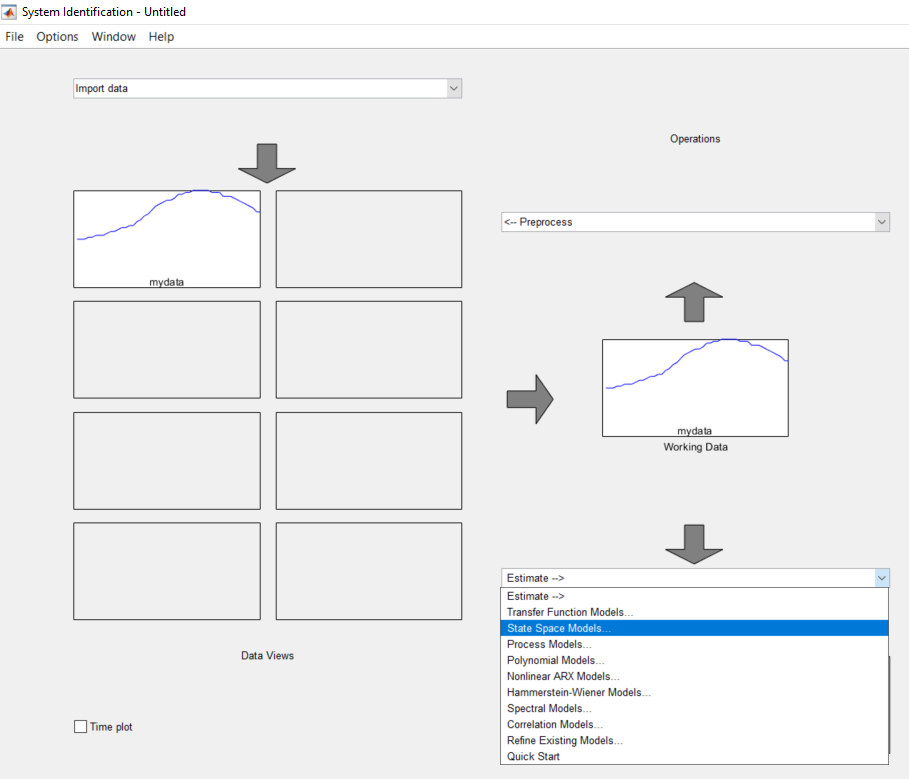 System Identification - Untitled
File Options Window Help
Import data
Operations
mydata
<-- Preprocess
mydata
Working Data
Estimate -->
Estimate -->
Transfer Function Models...
State Space Models...
Process Models...
Polynomial Models...
Nonlinear ARX Models...
Hammerstein-Wiener Models...
Spectral Models...
Correlation Models...
Refine Existing Models...
Quick Start
Data Views
Time plot